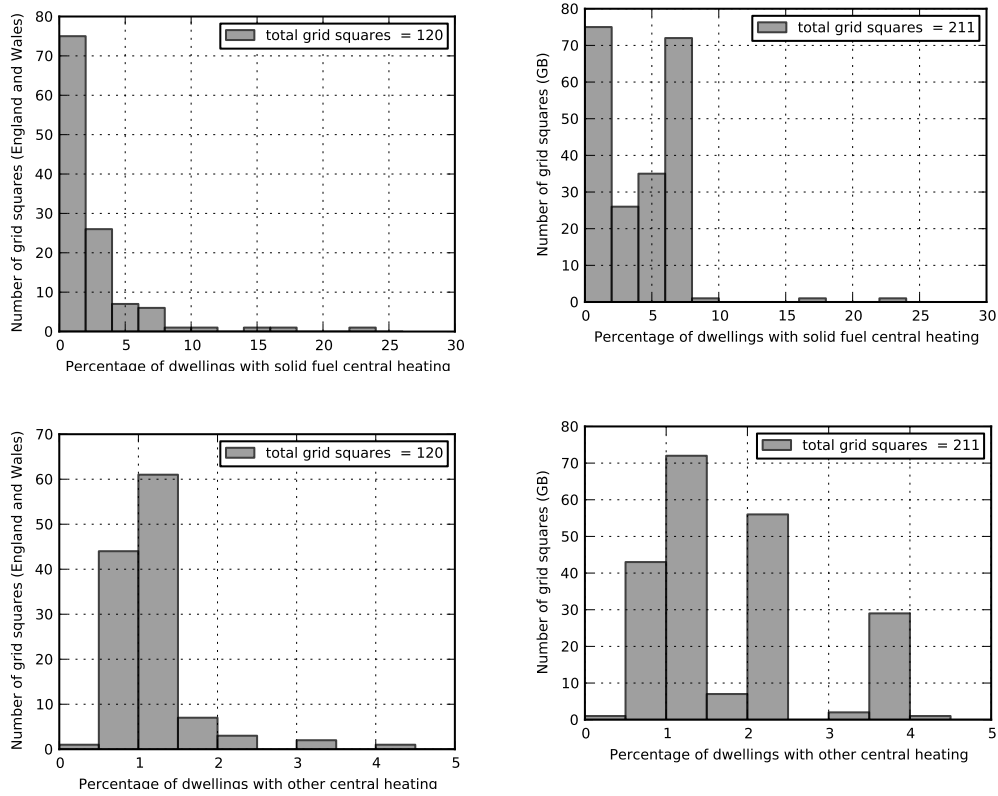 80
70
60
50
40
30
20
10
0
Number of grid squares (England and Wales)
total grid squares = 120
0 5 10 15 20 25 30
Percentage of dwellings with solid fuel central heating
80
70
60
50
40
30
20
10
0
Number of grid squares (GB)
total grid squares = 211
0 5 10 15 20 25 30
Percentage of dwellings with solid fuel central heating
70
60
50
40
30
20
10
0
Number of grid squares (England and Wales)
total grid squares = 120
0 1 2 3 4 5
Percentage of dwellings with other central heating
80
70
60
50
40
30
20
10
0
Number of grid squares (GB)
total grid squares = 211
0 1 2 3 4 5
Percentage of dwellings with other central heating